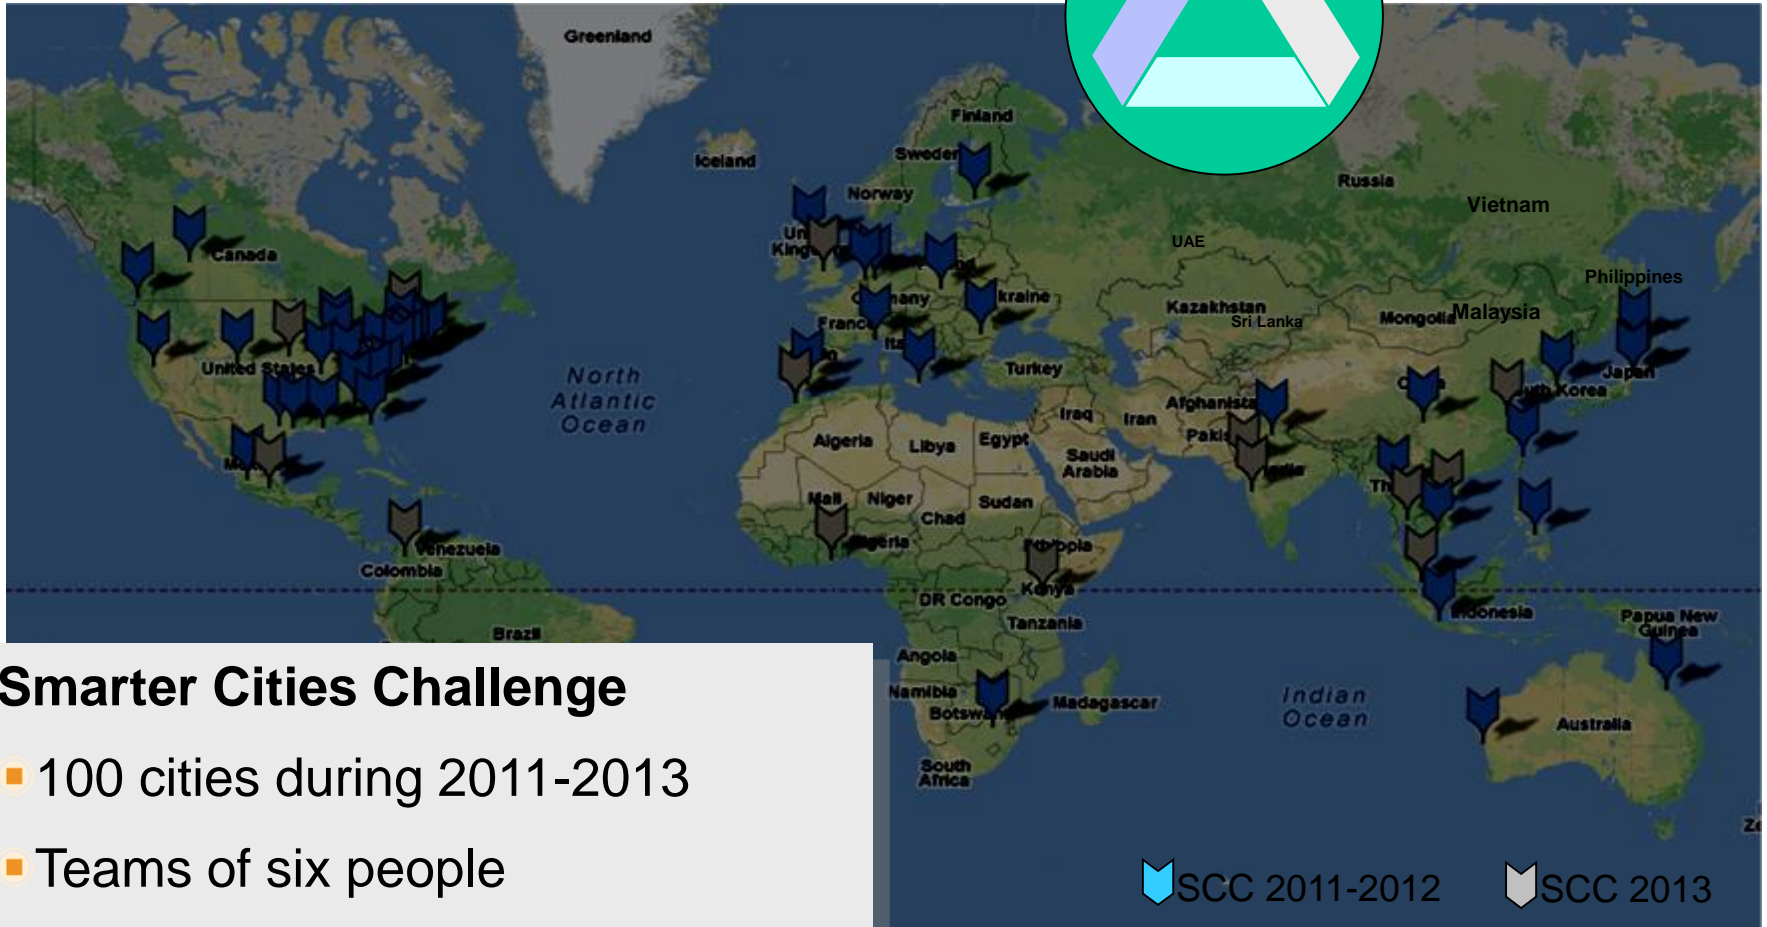 Greenland
Finland
Iceland
Sweden
Norway
Russia
Vietnam
UAE
Canada
Philippines
Kazakhstan
Sri Lanka
Mongolia
Malaysia
United States
North
Atlantic
Ocean
Turkey
Japan
Iraq
Iran
Algeria
Libya
Egypt
Saudi
Arabia
Mali
Niger
Chad
Sudan
Venezuela
Colombia
DR Congo
Kenya
Tanzania
Indonesia
Papua New
Guinea
Brazil
Angola
Namibia
Madagascar
Indian
Ocean
Australia
South
Africa
Smarter Cities Challenge
100 cities during 2011-2013
Teams of six people
SCC 2011-2012
SCC 2013